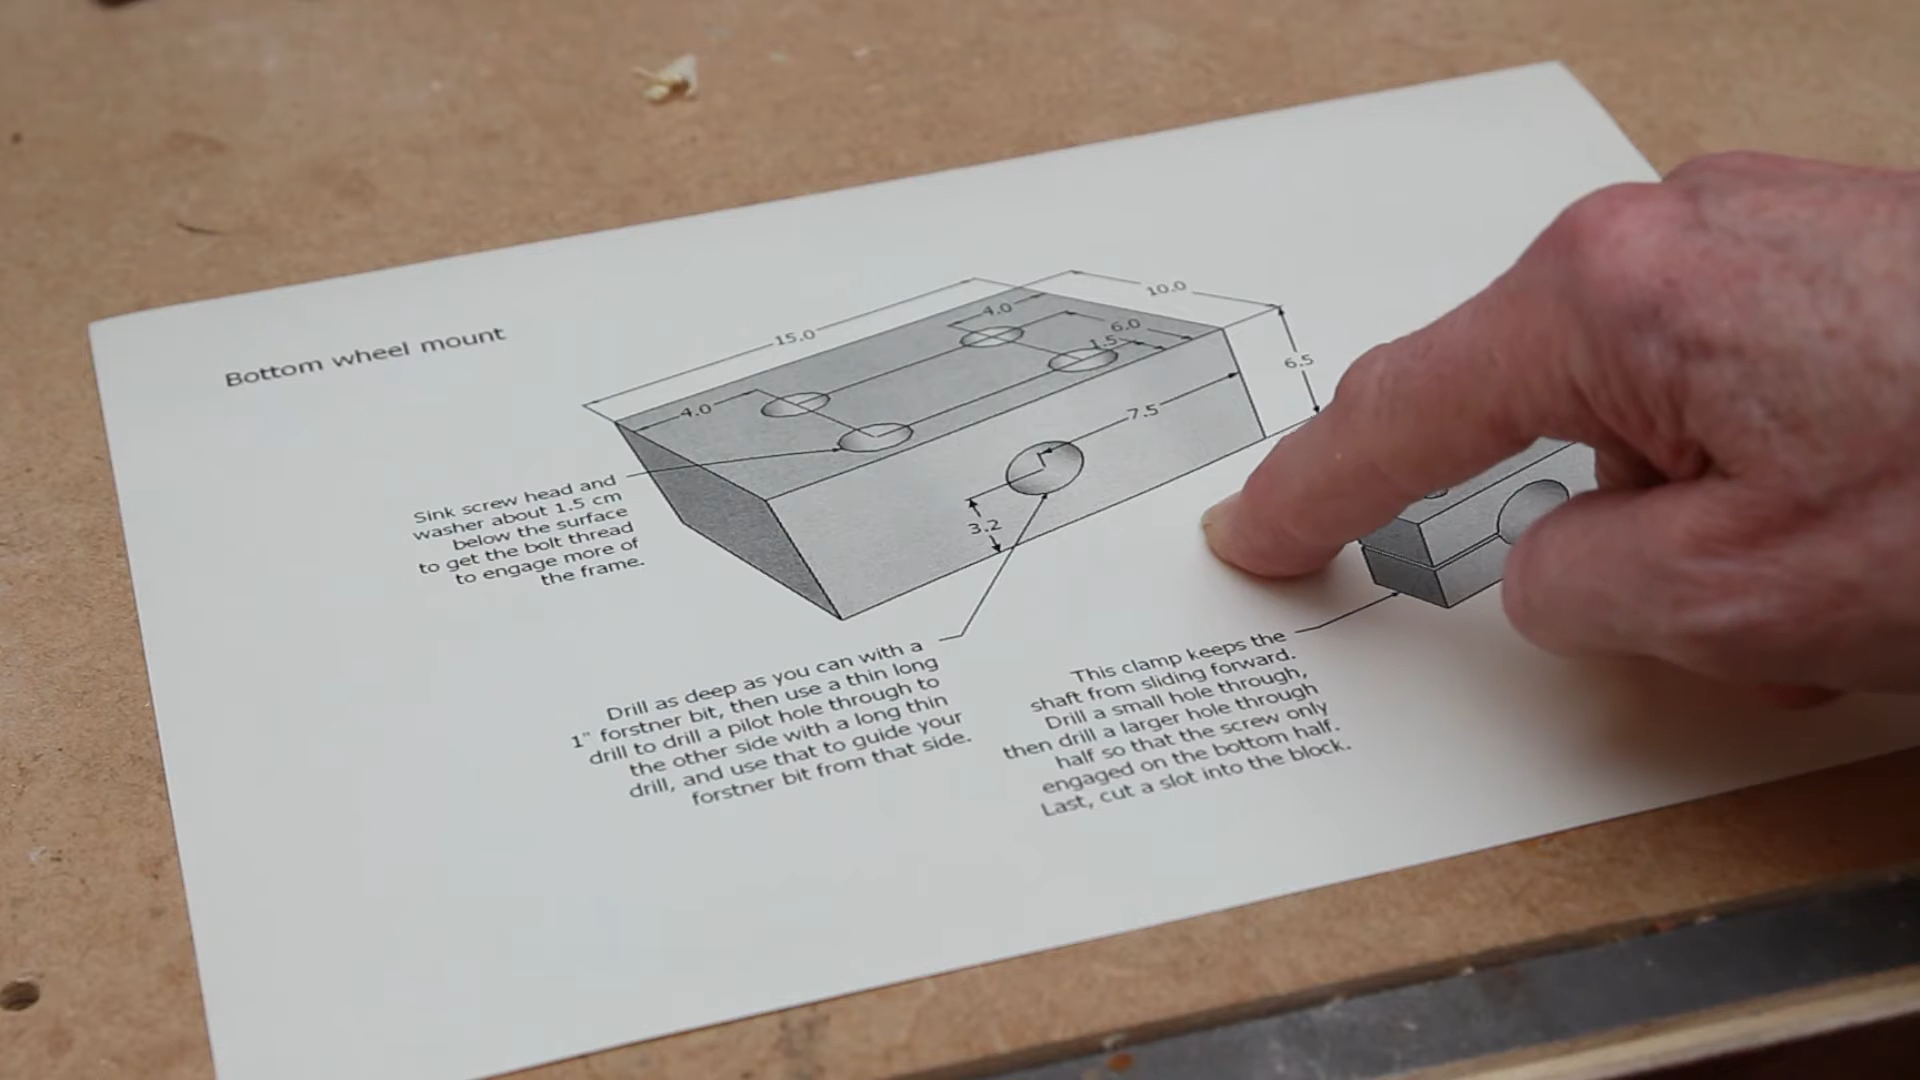 Bottom wheel mount
15.0
10.0
4.0
6.0
1.5
6.5
4.0
7.5
3.2
Sink screw head and
washer about 1.5 cm
below the surface
to get the bolt thread
to engage more of
the frame.
Drill as deep as you can with a
1" forstner bit, then use a thin long
drill to drill a pilot hole through to
the other side with a long thin
drill, and use that to guide your
forstner bit from that side.
This clamp keeps the
shaft from sliding forward.
Drill a small hole through,
then drill a larger hole through
half so that the screw only
engaged on the bottom half.
Last, cut a slot into the block.